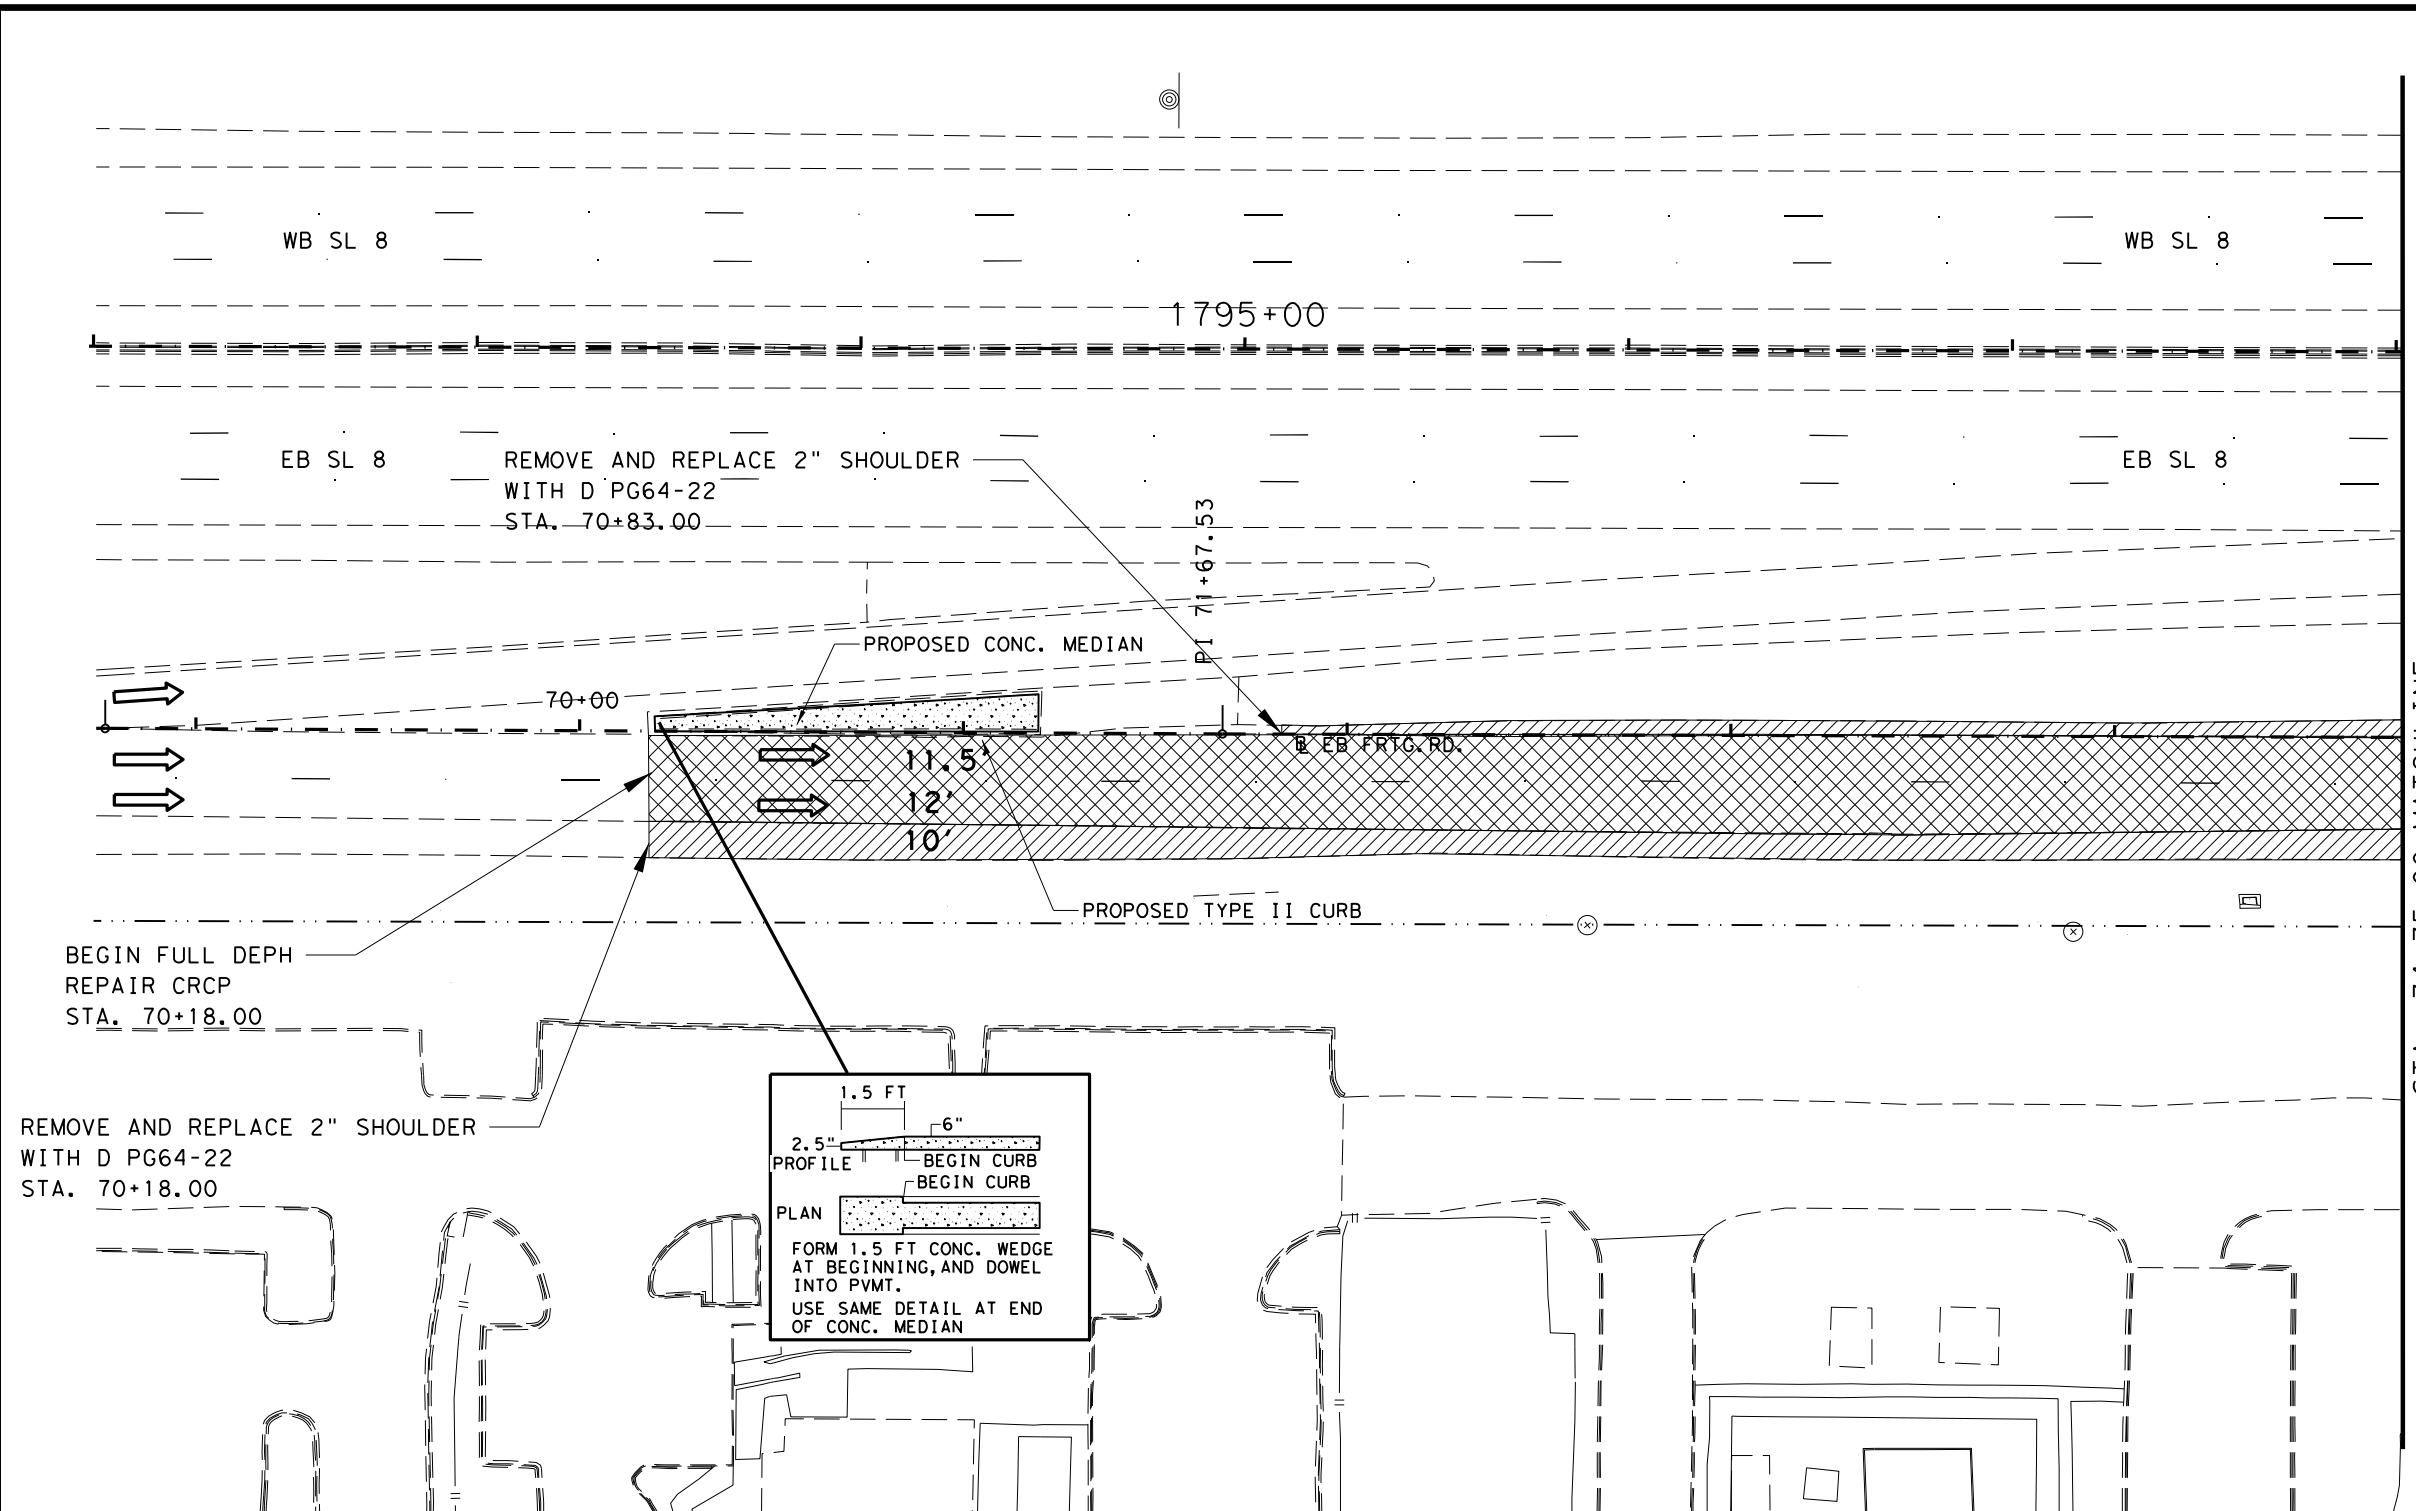 WB SL 8
WB SL 8
1795+00
EB SL 8
EB SL 8
REMOVE AND REPLACE 2" SHOULDER
WITH D PG64-22
STA. 70+83.00
PI 71+67.53
PROPOSED CONC. MEDIAN
70+00
℄ EB FRTG.RD.
11.5'
12'
10'
PROPOSED TYPE II CURB
BEGIN FULL DEPH
REPAIR CRCP
STA. 70+18.00
REMOVE AND REPLACE 2" SHOULDER
WITH D PG64-22
STA. 70+18.00
1.5 FT
6"
2.5"
PROFILE
BEGIN CURB
BEGIN CURB
PLAN
FORM 1.5 FT CONC. WEDGE
AT BEGINNING, AND DOWEL
INTO PVMT.
USE SAME DETAIL AT END
OF CONC. MEDIAN